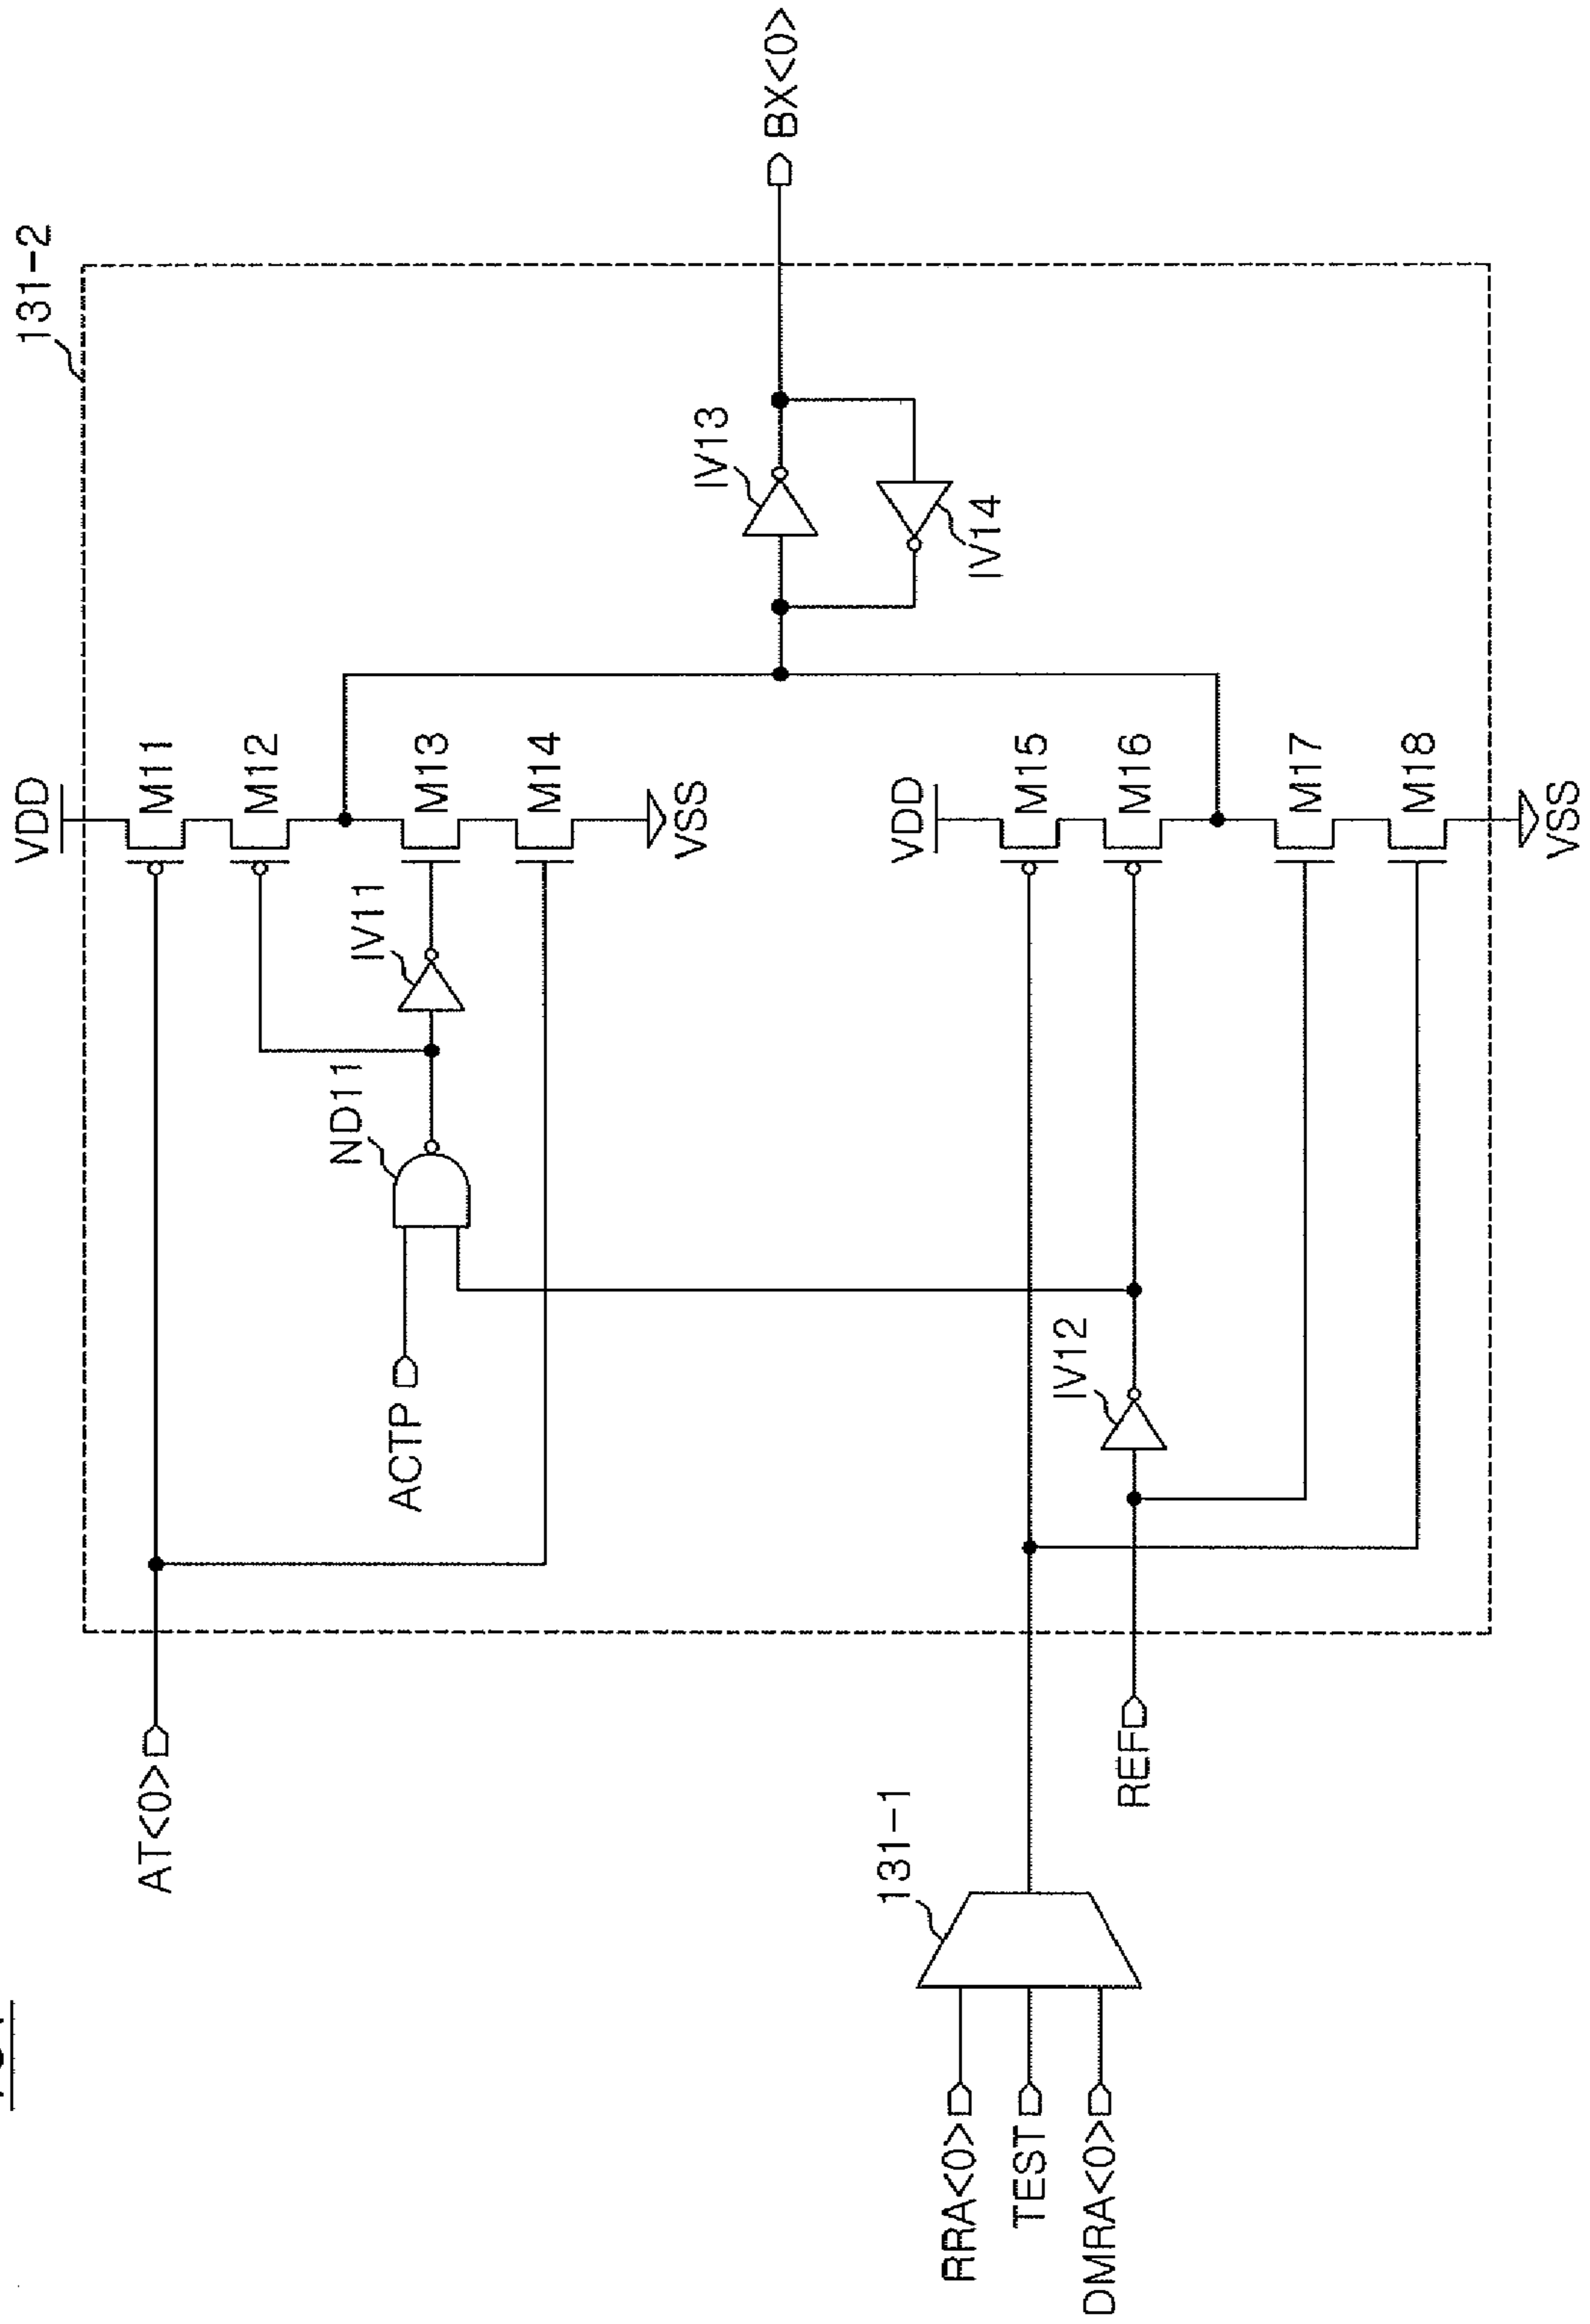 131-2
VDD
M11
M12
M13
M14
VSS
IV11
ND11
ACTP
AT<0>
IV13
IV14
BX<0>
VDD
M15
M16
M17
M18
VSS
IV12
REF
131-1
RRA<0>
TEST
DMRA<0>